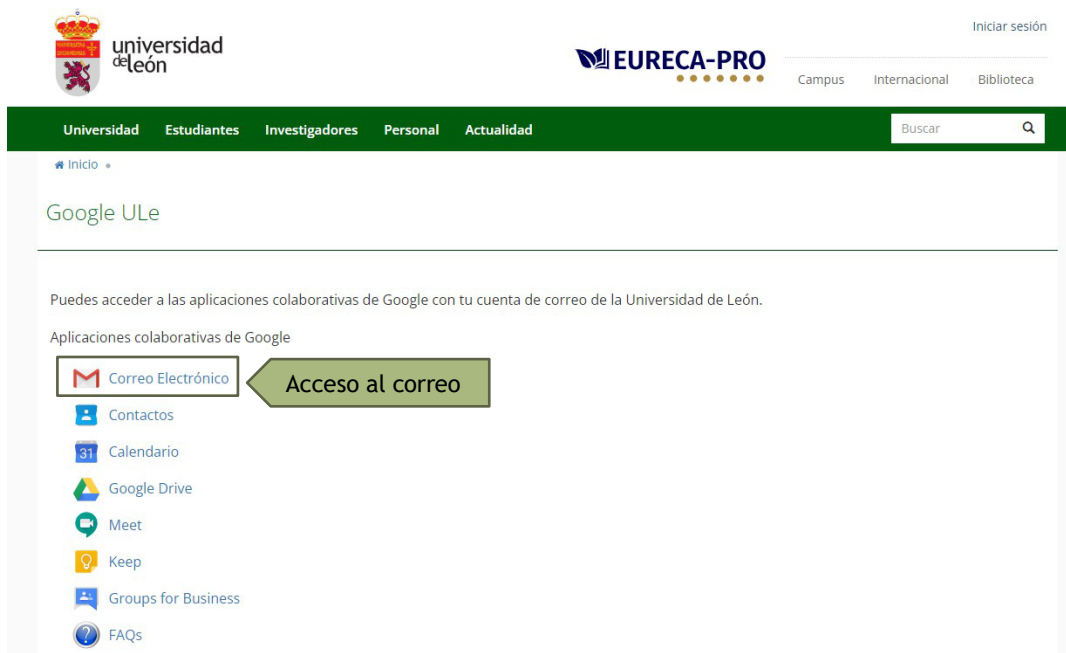 universidad
de león
EURECA-PRO
Iniciar sesión
Campus Internacional Biblioteca
Universidad Estudiantes Investigadores Personal Actualidad Buscar
Inicio
Google ULe
Puedes acceder a las aplicaciones colaborativas de Google con tu cuenta de correo de la Universidad de León.
Aplicaciones colaborativas de Google
Correo Electrónico
Acceso al correo
Contactos
31 Calendario
Google Drive
Meet
Keep
Groups for Business
? FAQs